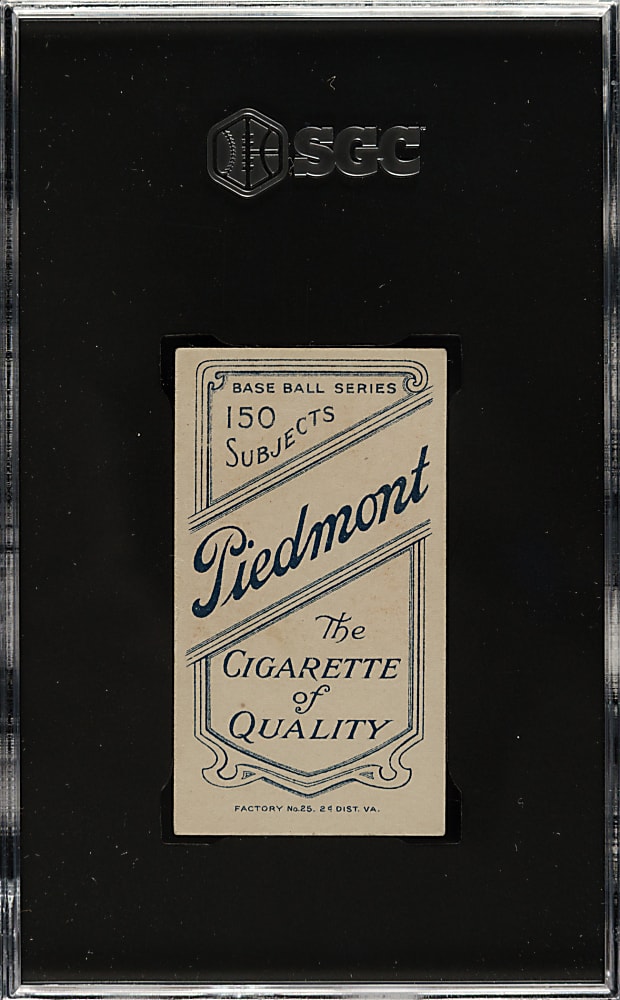 SGC
BASE BALL SERIES
150
SUBJECTS
Piedmont
The
CIGARETTE
of
QUALITY
FACTORY No.25. 2ᵈ DIST. VA.